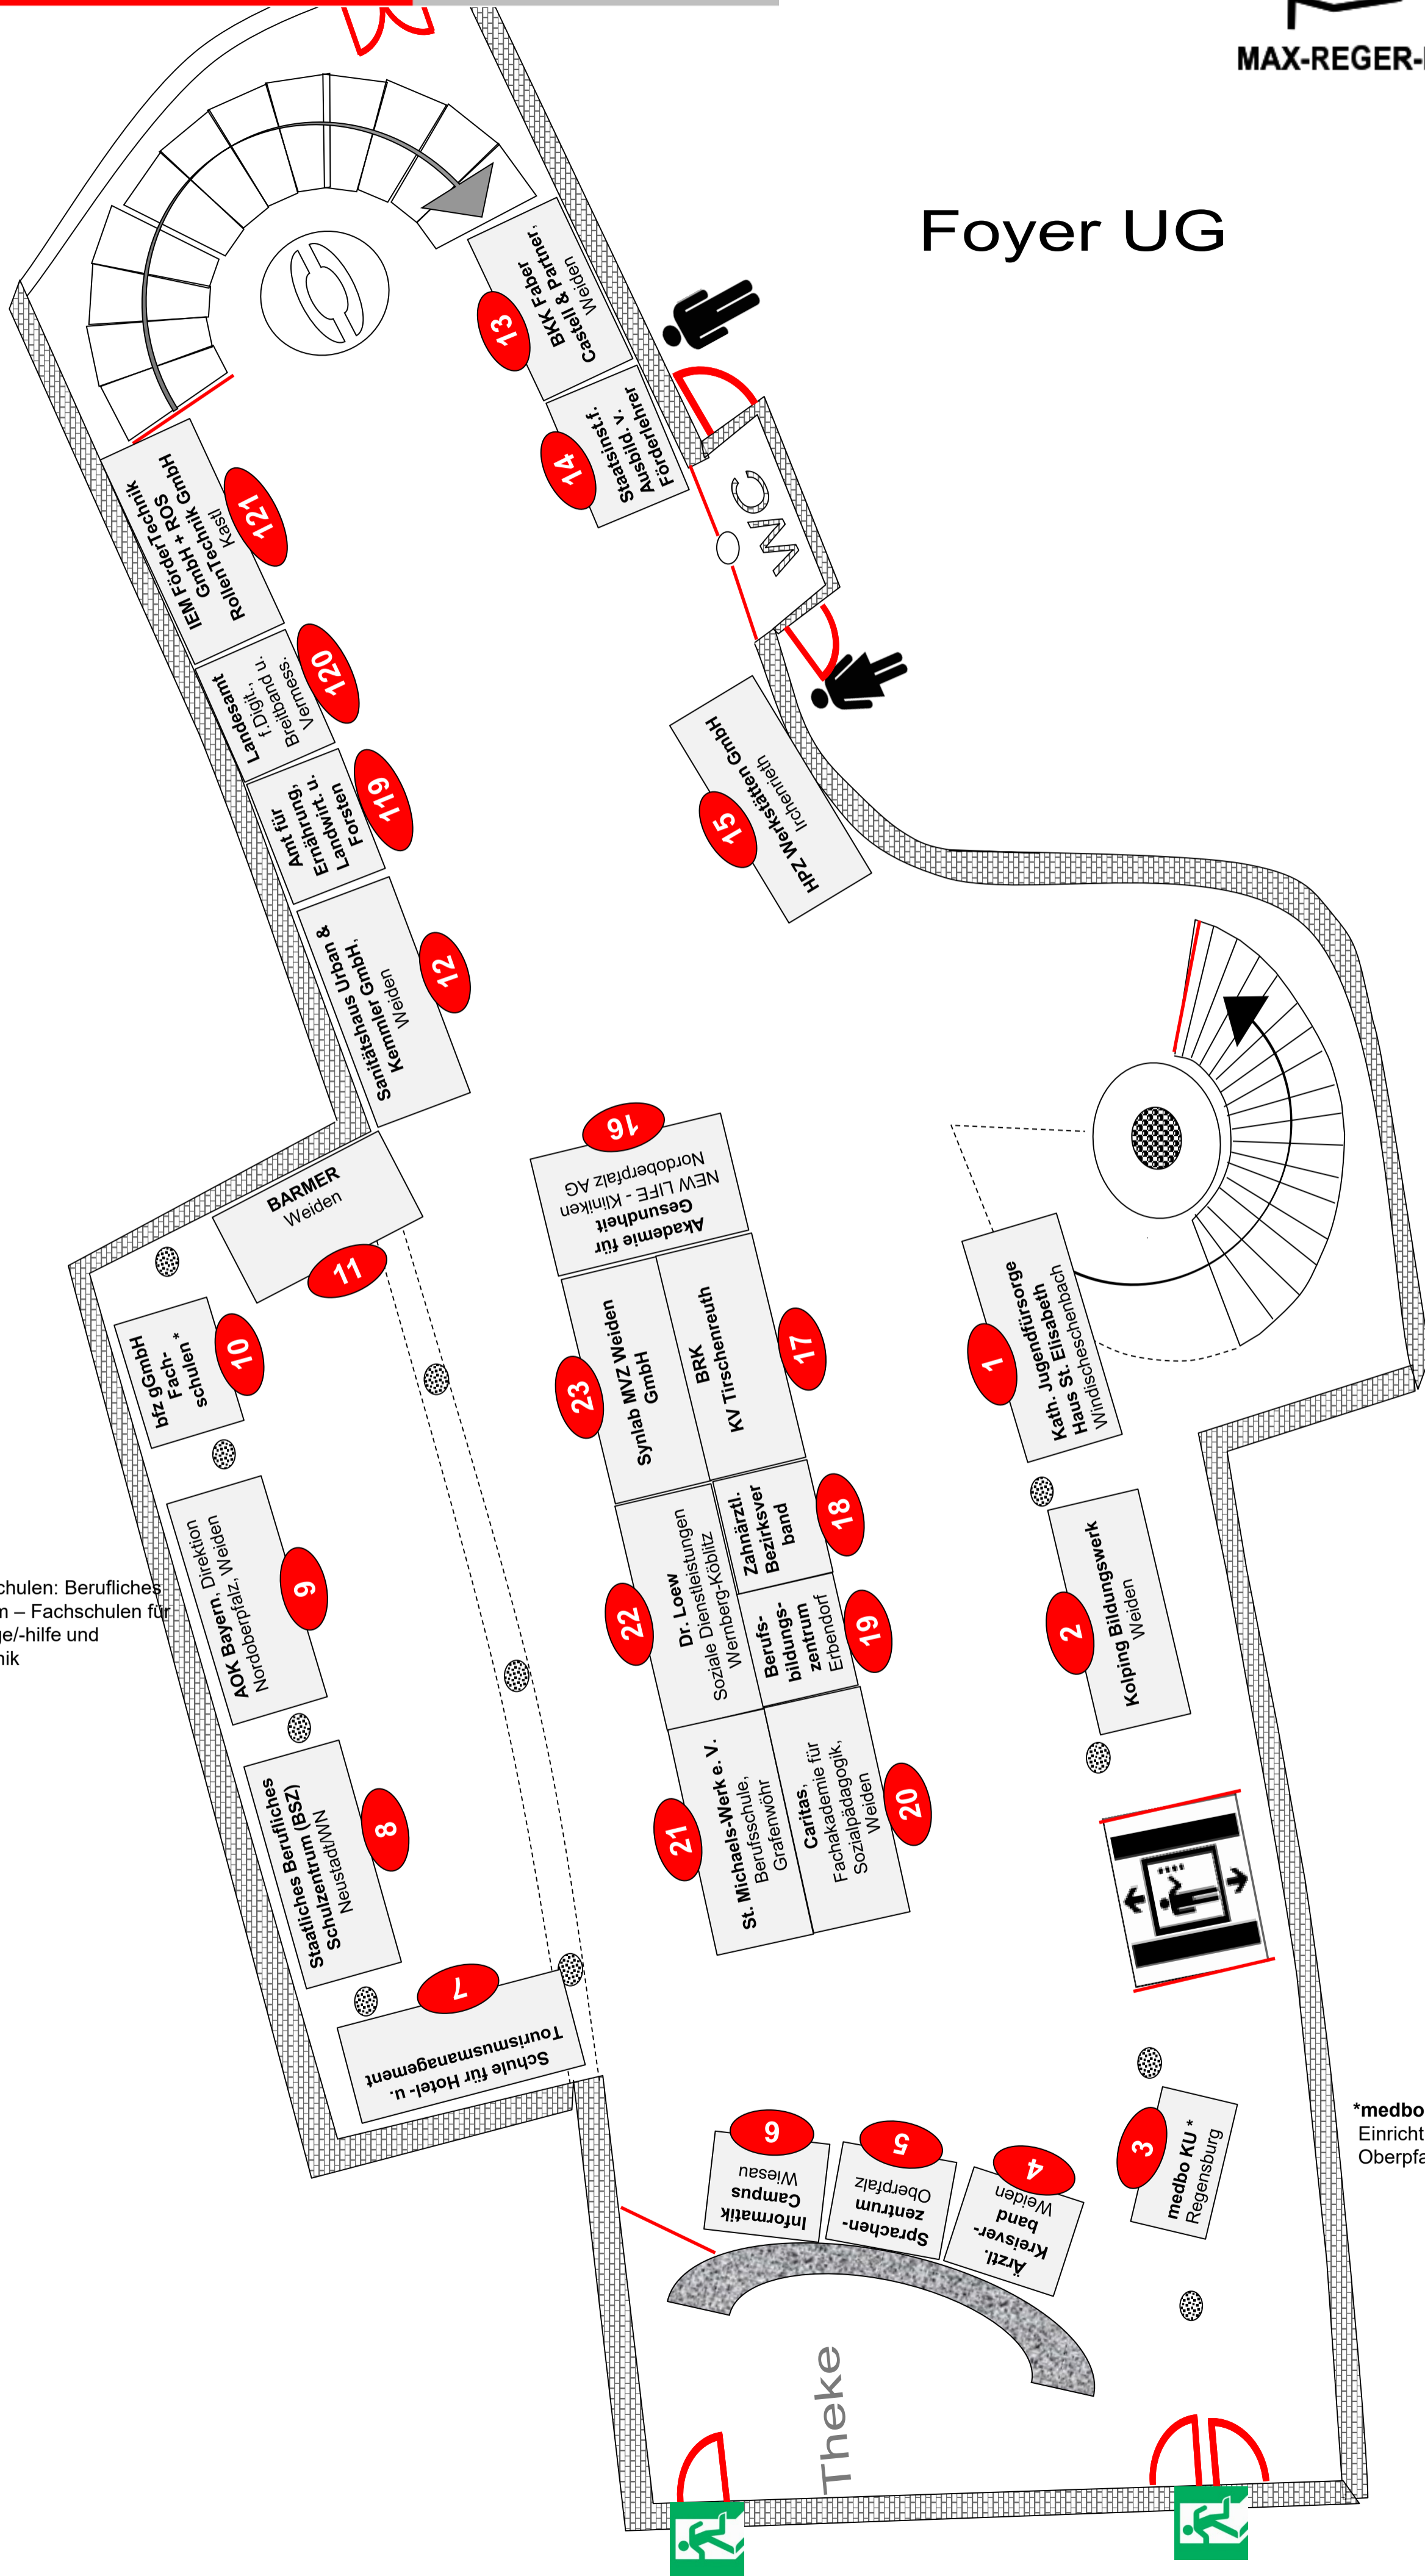 MAX-REGER-
Foyer UG
13
BKK Faber
Castell & Partner,
Weiden
14
Staatsinst.f.
Ausbild. v.
Förderlehrer
WC
121
IEM FörderTechnik
GmbH + ROS
RollenTechnik GmbH
Kastl
120
Landesamt
f.Digit.,
Breitband u.
Vermess.
119
Amt für
Ernährung,
Landwirt. u.
Forsten
15
HPZ Werkstätten GmbH
Irchenrieth
12
Sanitätshaus Urban &
Kemmler GmbH,
Weiden
16
Akademie für
Gesundheit
NEW LIFE - Kliniken
Nordoberpfalz AG
BARMER
Weiden
11
10
bfz gGmbH
Fach-
schulen *
23
Synlab MVZ Weiden
GmbH
BRK
KV Tirschenreuth
17
1
Kath. Jugendfürsorge
Haus St. Elisabeth
Windischeschenbach
9
AOK Bayern, Direktion
Nordoberpfalz, Weiden
22
Dr. Loew
Soziale Dienstleistungen
Wernberg-Köblitz
Zahnärztl.
Bezirksver
band
18
Berufs-
bildungs-
zentrum
Erbendorf
19
2
Kolping Bildungswerk
Weiden
chulen: Berufliches
m – Fachschulen für
ge/-hilfe und
nik
8
Staatliches Berufliches
Schulzentrum (BSZ)
Neustadt/WN
21
St. Michaels-Werk e. V.
Berufsschule,
Grafenwöhr
Caritas,
Fachakademie für
Sozialpädagogik,
Weiden
20
7
Schule für Hotel- u.
Tourismusmanagement
6
Informatik
Campus
Wiesau
5
Sprachen-
zentrum
Oberpfalz
4
Ärztl.
Kreisver-
band
Weiden
3
medbo KU *
Regensburg
*medbo
Einricht
Oberpfa
Theke